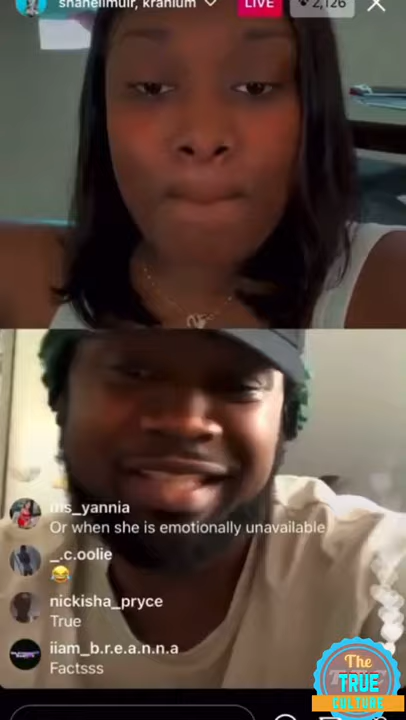 shanellmuir, kranium
LIVE
2,126
ms_yannia
Or when she is emotionally unavailable
_.c.oolie
😂
nickisha_pryce
True
iiam_b.r.e.a.n.n.a
Factsss
The
TRUE
CULTURE